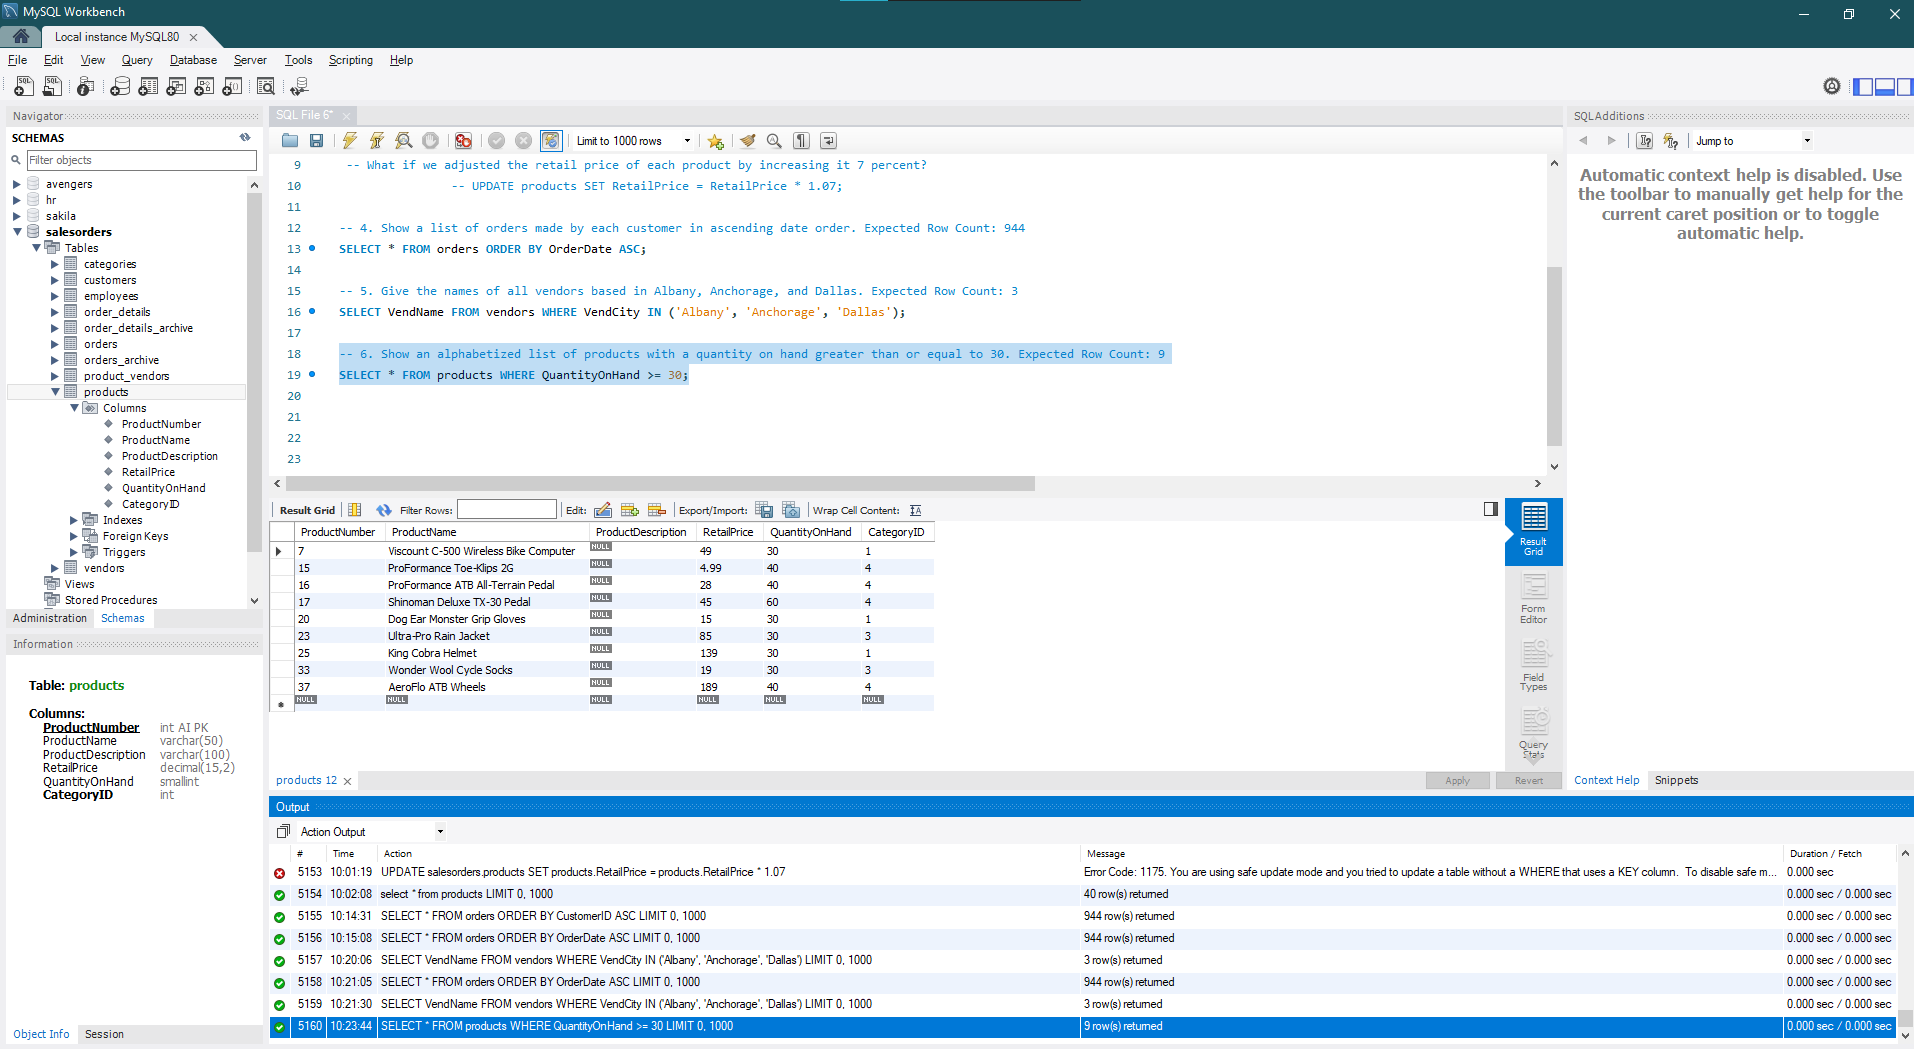 MySQL Workbench
Local instance MySQL80
File Edit View Query Database Server Tools Scripting Help
Navigator
SCHEMAS
Filter objects
avengers
hr
sakila
salesorders
Tables
categories
customers
employees
order_details
order_details_archive
orders
orders_archive
product_vendors
products
Columns
ProductNumber
ProductName
ProductDescription
RetailPrice
QuantityOnHand
CategoryID
Indexes
Foreign Keys
Triggers
vendors
Views
Stored Procedures
Administration Schemas
Information
Table: products
Columns:
ProductNumber int AI PK
ProductName varchar(50)
ProductDescription varchar(100)
RetailPrice decimal(15,2)
QuantityOnHand smallint
CategoryID int
Object Info Session
SQL File 6*
Limit to 1000 rows
9 -- What if we adjusted the retail price of each product by increasing it 7 percent?
10 -- UPDATE products SET RetailPrice = RetailPrice * 1.07;
11
12 -- 4. Show a list of orders made by each customer in ascending date order. Expected Row Count: 944
13 SELECT * FROM orders ORDER BY OrderDate ASC;
14
15 -- 5. Give the names of all vendors based in Albany, Anchorage, and Dallas. Expected Row Count: 3
16 SELECT VendName FROM vendors WHERE VendCity IN ('Albany', 'Anchorage', 'Dallas');
17
18 -- 6. Show an alphabetized list of products with a quantity on hand greater than or equal to 30. Expected Row Count: 9
19 SELECT * FROM products WHERE QuantityOnHand >= 30;
20
21
22
23
Result Grid Filter Rows: Edit: Export/Import: Wrap Cell Content:
ProductNumber ProductName ProductDescription RetailPrice QuantityOnHand CategoryID
7 Viscount C-500 Wireless Bike Computer NULL 49 30 1
15 ProFormance Toe-Klips 2G NULL 4.99 40 4
16 ProFormance ATB All-Terrain Pedal NULL 28 40 4
17 Shinoman Deluxe TX-30 Pedal NULL 45 60 4
20 Dog Ear Monster Grip Gloves NULL 15 30 1
23 Ultra-Pro Rain Jacket NULL 85 30 3
25 King Cobra Helmet NULL 139 30 1
33 Wonder Wool Cycle Socks NULL 19 30 3
37 AeroFlo ATB Wheels NULL 189 40 4
NULL NULL NULL NULL NULL NULL
Result Grid
Form Editor
Field Types
Query Stats
products 12
Apply Revert
SQLAdditions
Jump to
Automatic context help is disabled. Use
the toolbar to manually get help for the
current caret position or to toggle
automatic help.
Context Help Snippets
Output
Action Output
# Time Action Message Duration / Fetch
5153 10:01:19 UPDATE salesorders.products SET products.RetailPrice = products.RetailPrice * 1.07 Error Code: 1175. You are using safe update mode and you tried to update a table without a WHERE that uses a KEY column. To disable safe m... 0.000 sec
5154 10:02:08 select * from products LIMIT 0, 1000 40 row(s) returned 0.000 sec / 0.000 sec
5155 10:14:31 SELECT * FROM orders ORDER BY CustomerID ASC LIMIT 0, 1000 944 row(s) returned 0.000 sec / 0.000 sec
5156 10:15:08 SELECT * FROM orders ORDER BY OrderDate ASC LIMIT 0, 1000 944 row(s) returned 0.000 sec / 0.000 sec
5157 10:20:06 SELECT VendName FROM vendors WHERE VendCity IN ('Albany', 'Anchorage', 'Dallas') LIMIT 0, 1000 3 row(s) returned 0.000 sec / 0.000 sec
5158 10:21:05 SELECT * FROM orders ORDER BY OrderDate ASC LIMIT 0, 1000 944 row(s) returned 0.000 sec / 0.000 sec
5159 10:21:30 SELECT VendName FROM vendors WHERE VendCity IN ('Albany', 'Anchorage', 'Dallas') LIMIT 0, 1000 3 row(s) returned 0.000 sec / 0.000 sec
5160 10:23:44 SELECT * FROM products WHERE QuantityOnHand >= 30 LIMIT 0, 1000 9 row(s) returned 0.000 sec / 0.000 sec